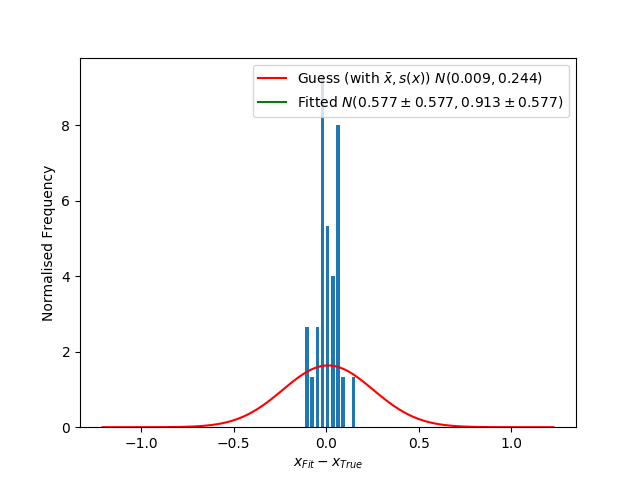 Guess (with x̄, s(x)) N(0.009, 0.244)
Fitted N(0.577 ± 0.577, 0.913 ± 0.577)
Normalised Frequency
8
6
4
2
0
−1.0 −0.5 0.0 0.5 1.0
x_Fit − x_True